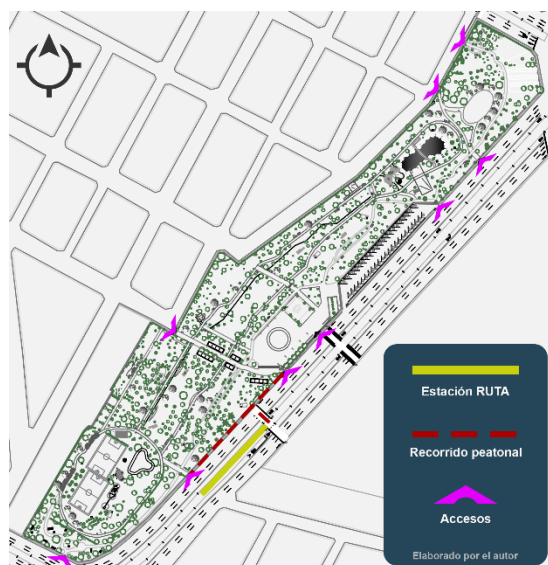 Estación RUTA
Recorrido peatonal
Accesos
Elaborado por el autor